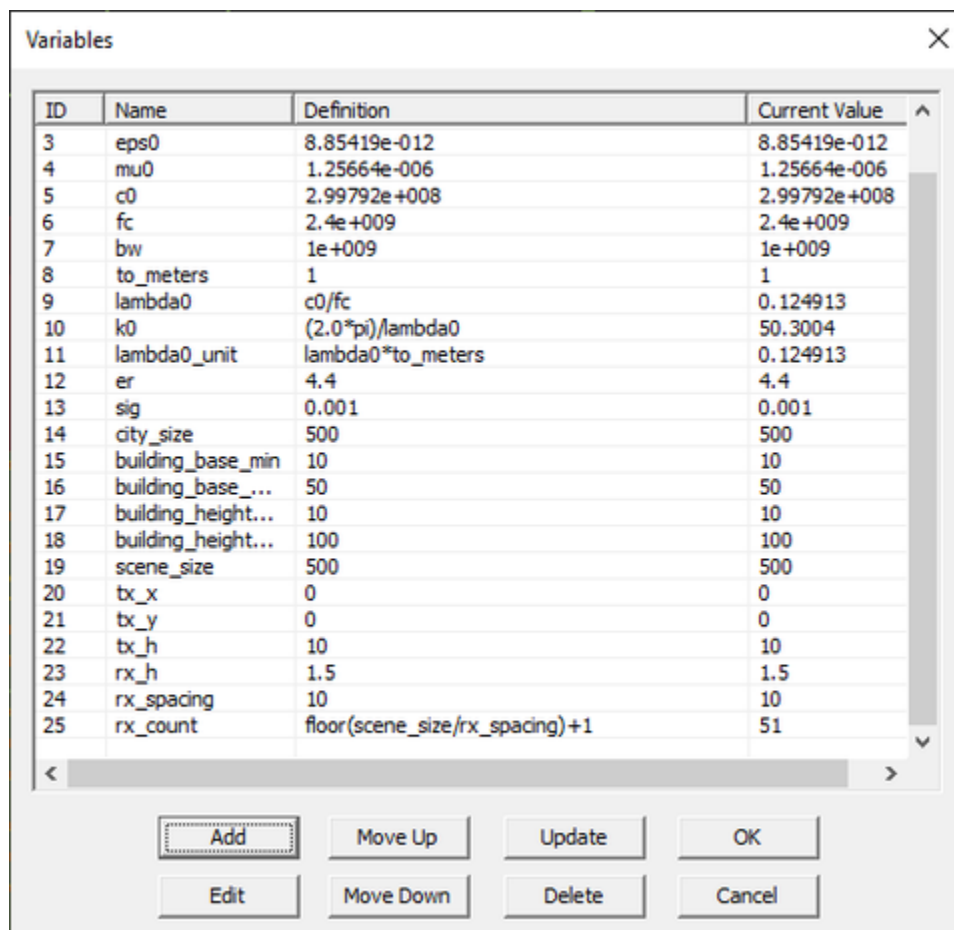 Variables
ID Name Definition Current Value
3 eps0 8.85419e-012 8.85419e-012
4 mu0 1.25664e-006 1.25664e-006
5 c0 2.99792e+008 2.99792e+008
6 fc 2.4e+009 2.4e+009
7 bw 1e+009 1e+009
8 to_meters 1 1
9 lambda0 c0/fc 0.124913
10 k0 (2.0*pi)/lambda0 50.3004
11 lambda0_unit lambda0*to_meters 0.124913
12 er 4.4 4.4
13 sig 0.001 0.001
14 city_size 500 500
15 building_base_min 10 10
16 building_base_... 50 50
17 building_height... 10 10
18 building_height... 100 100
19 scene_size 500 500
20 tx_x 0 0
21 tx_y 0 0
22 tx_h 10 10
23 rx_h 1.5 1.5
24 rx_spacing 10 10
25 rx_count floor(scene_size/rx_spacing)+1 51
Add Move Up Update OK
Edit Move Down Delete Cancel